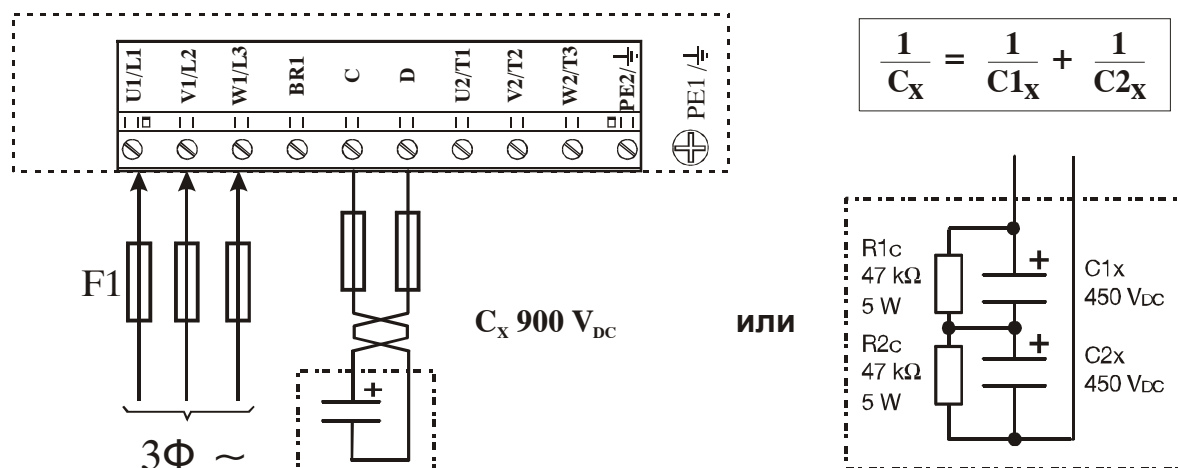 U1/L1
V1/L2
W1/L3
BR1
C
D
U2/T1
V2/T2
W2/T3
PE2/⏚
PE1/⏚
1/Cx = 1/C1x + 1/C2x
F1
3Ф ~
+
Cx 900 VDC
или
R1c
47 kΩ
5 W
+
C1x
450 VDC
R2c
47 kΩ
5 W
+
C2x
450 VDC